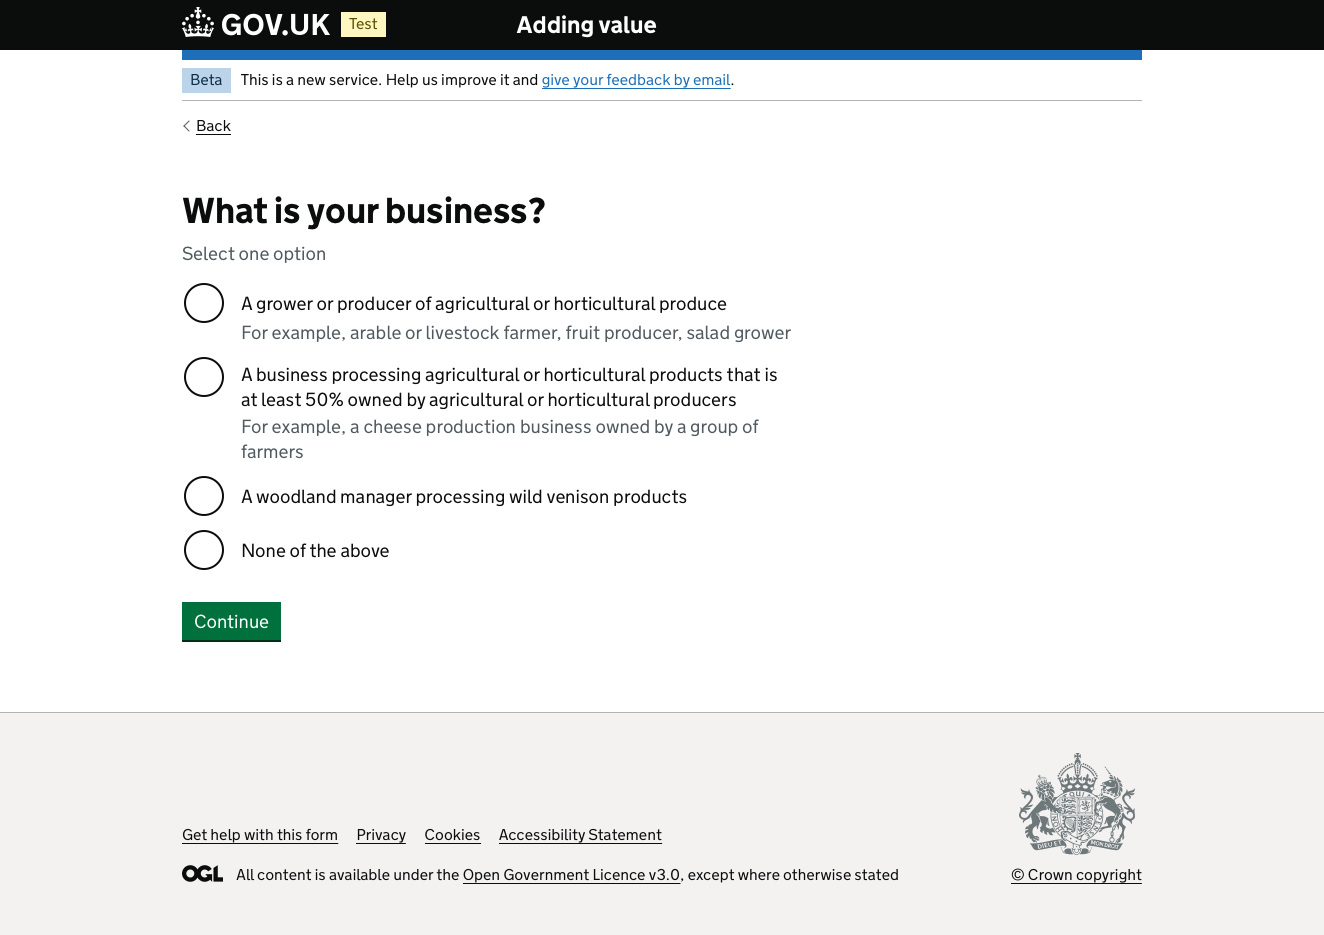 GOV.UK Test Adding value
Beta This is a new service. Help us improve it and give your feedback by email.
Back
What is your business?
Select one option
A grower or producer of agricultural or horticultural produce
For example, arable or livestock farmer, fruit producer, salad grower
A business processing agricultural or horticultural products that is
at least 50% owned by agricultural or horticultural producers
For example, a cheese production business owned by a group of
farmers
A woodland manager processing wild venison products
None of the above
Continue
Get help with this form Privacy Cookies Accessibility Statement
OGL All content is available under the Open Government Licence v3.0, except where otherwise stated
© Crown copyright